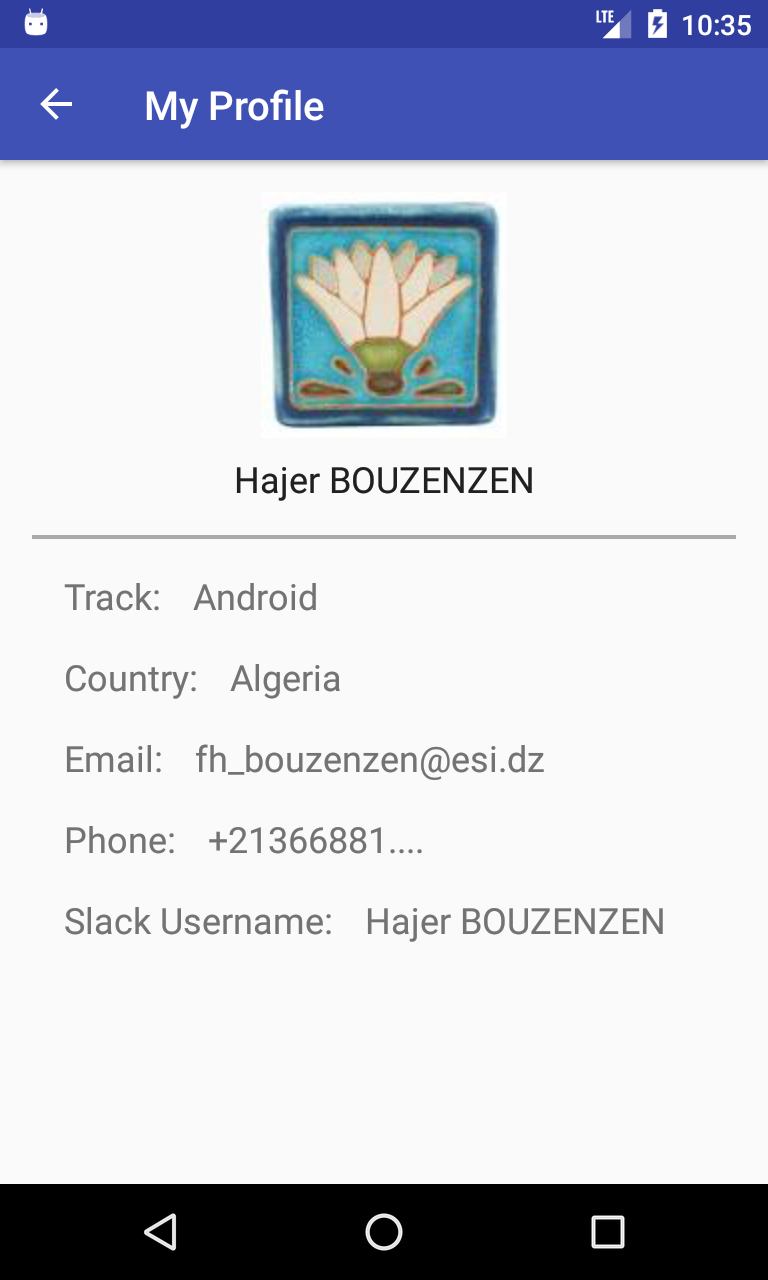 LTE 10:35
My Profile
Hajer BOUZENZEN
Track: Android
Country: Algeria
Email: fh_bouzenzen@esi.dz
Phone: +21366881....
Slack Username: Hajer BOUZENZEN